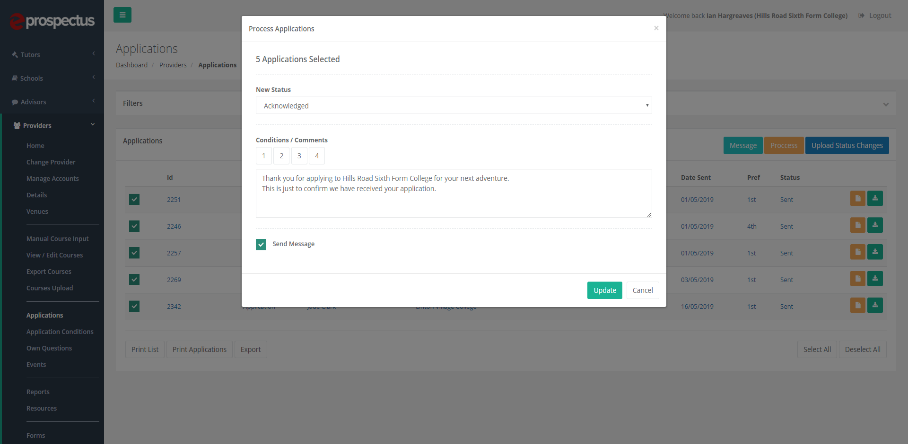 prospectus
Welcome back Ian Hargreaves (Hills Road Sixth Form College)
Logout
Tutors
Schools
Advisors
Providers
Home
Change Provider
Manage Accounts
Details
Venues
Manual Course Input
View / Edit Courses
Export Courses
Courses Upload
Applications
Application Conditions
Own Questions
Events
Reports
Resources
Forms
Applications
Dashboard / Providers / Applications
Filters
Applications
Message Proccess Upload Status Changes
Id Date Sent Pref Status
2251 01/05/2019 1st Sent
2246 01/05/2019 4th Sent
2257 01/05/2019 1st Sent
2269 03/05/2019 1st Sent
2342 16/05/2019 1st Sent
Print List Print Applications Export Select All Deselect All
Process Applications ×
5 Applications Selected
New Status
Acknowledged
Conditions / Comments
1 2 3 4
Thank you for applying to Hills Road Sixth Form College for your next adventure.
This is just to confirm we have received your application.
Send Message
Update Cancel